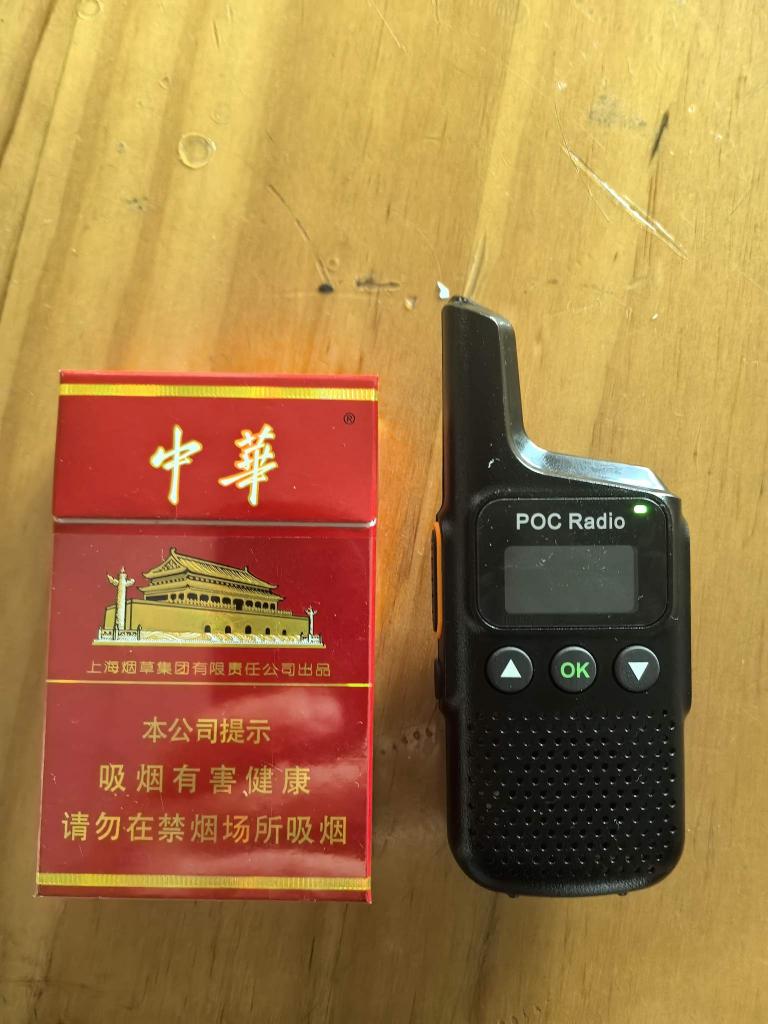 中華 ®
上海烟草集团有限责任公司出品
本公司提示
吸烟有害健康
请勿在禁烟场所吸烟
POC Radio
▲ OK ▼